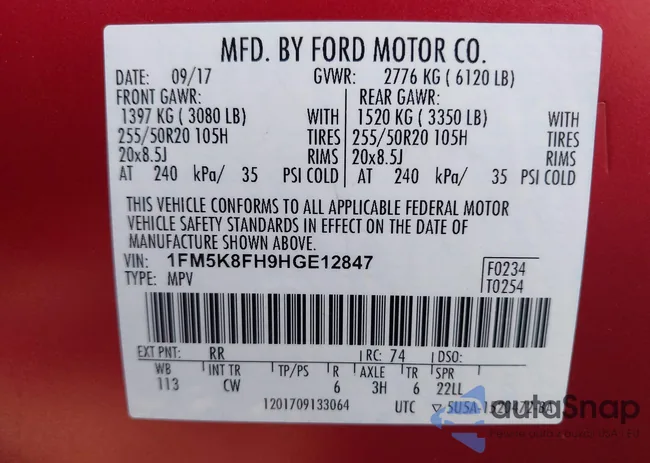 MFD. BY FORD MOTOR CO.
DATE: 09/17 GVWR: 2776 KG ( 6120 LB)
FRONT GAWR: REAR GAWR:
1397 KG ( 3080 LB) WITH 1520 KG ( 3350 LB) WITH
255/50R20 105H TIRES 255/50R20 105H TIRES
20x8.5J RIMS 20x8.5J RIMS
AT 240 kPa/ 35 PSI COLD AT 240 kPa/ 35 PSI COLD
THIS VEHICLE CONFORMS TO ALL APPLICABLE FEDERAL MOTOR
VEHICLE SAFETY STANDARDS IN EFFECT ON THE DATE OF
MANUFACTURE SHOWN ABOVE.
VIN: 1FM5K8FH9HGE12847 F0234
TYPE: MPV T0254
EXT PNT: RR RC: 74 DSO:
WB INT TR TP/PS R AXLE TR SPR
113 CW 6 3H 6 22LL
1201709133064 UTC
autoSnap